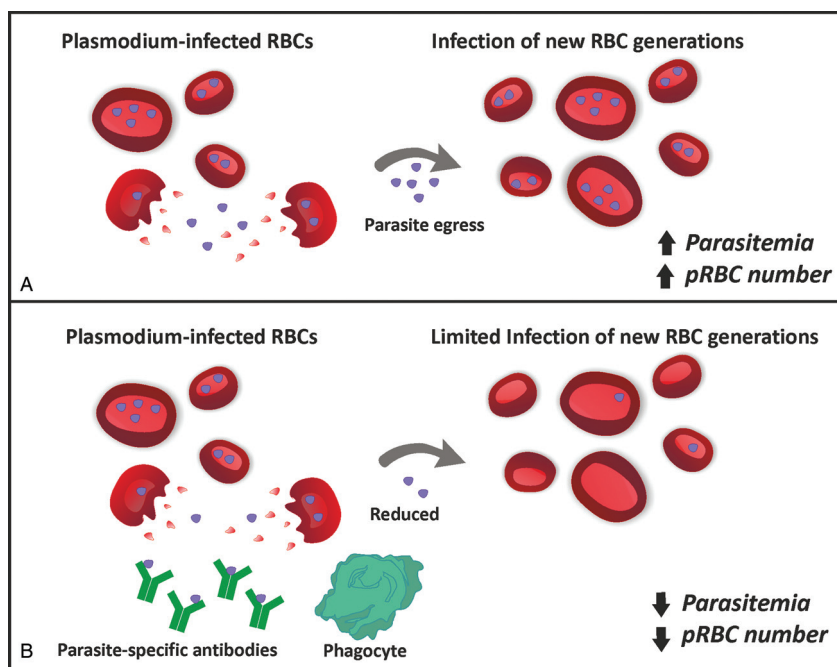 Plasmodium-infected RBCs
Infection of new RBC generations
Parasite egress
Parasitemia
pRBC number
A
Plasmodium-infected RBCs
Limited Infection of new RBC generations
Reduced
Parasite-specific antibodies
Phagocyte
Parasitemia
pRBC number
B